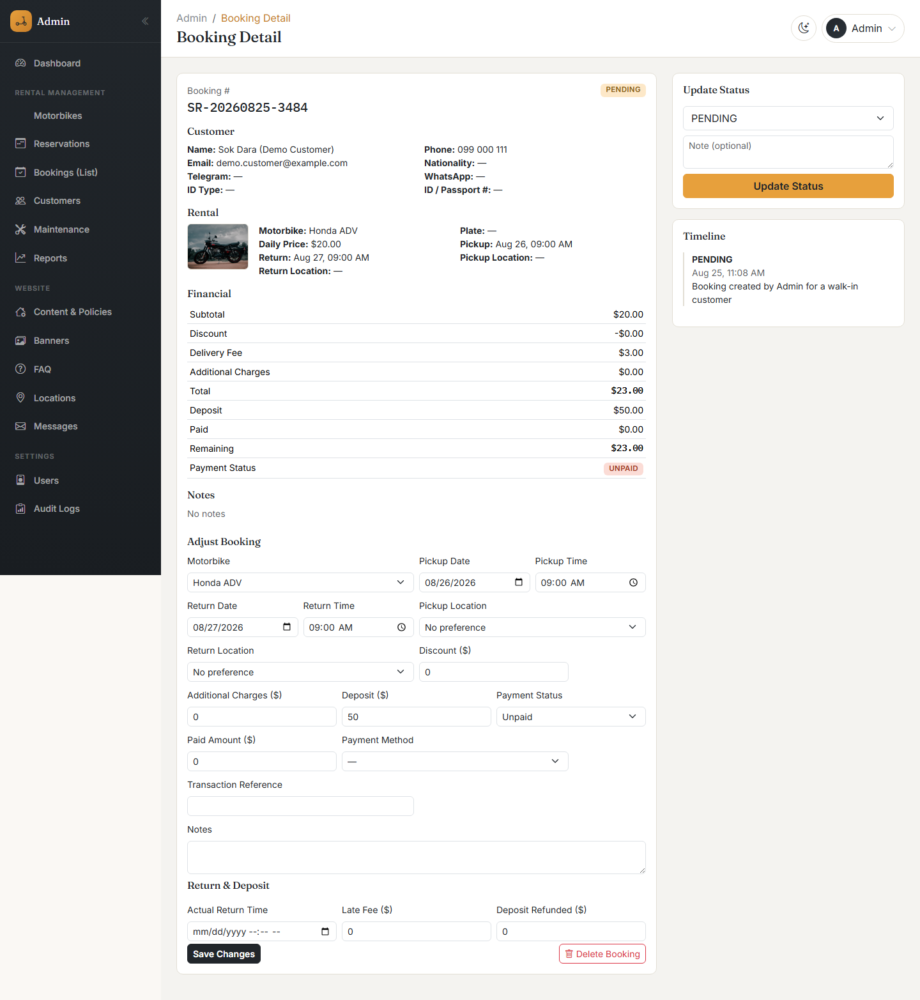 Admin
Dashboard
RENTAL MANAGEMENT
Motorbikes
Reservations
Bookings (List)
Customers
Maintenance
Reports
WEBSITE
Content & Policies
Banners
FAQ
Locations
Messages
SETTINGS
Users
Audit Logs
Admin / Booking Detail
Booking Detail
A Admin
Booking #
PENDING
SR-20260825-3484
Customer
Name: Sok Dara (Demo Customer)
Phone: 099 000 111
Email: demo.customer@example.com
Nationality: —
Telegram: —
WhatsApp: —
ID Type: —
ID / Passport #: —
Rental
Motorbike: Honda ADV
Plate: —
Daily Price: $20.00
Pickup: Aug 26, 09:00 AM
Return: Aug 27, 09:00 AM
Pickup Location: —
Return Location: —
Financial
Subtotal $20.00
Discount -$0.00
Delivery Fee $3.00
Additional Charges $0.00
Total $23.00
Deposit $50.00
Paid $0.00
Remaining $23.00
Payment Status UNPAID
Notes
No notes
Adjust Booking
Motorbike Pickup Date Pickup Time
Honda ADV 08/26/2026 09:00 AM
Return Date Return Time Pickup Location
08/27/2026 09:00 AM No preference
Return Location Discount ($)
No preference 0
Additional Charges ($) Deposit ($) Payment Status
0 50 Unpaid
Paid Amount ($) Payment Method
0 —
Transaction Reference
Notes
Return & Deposit
Actual Return Time Late Fee ($) Deposit Refunded ($)
mm/dd/yyyy --:-- -- 0 0
Save Changes Delete Booking
Update Status
PENDING
Note (optional)
Update Status
Timeline
PENDING
Aug 25, 11:08 AM
Booking created by Admin for a walk-in
customer